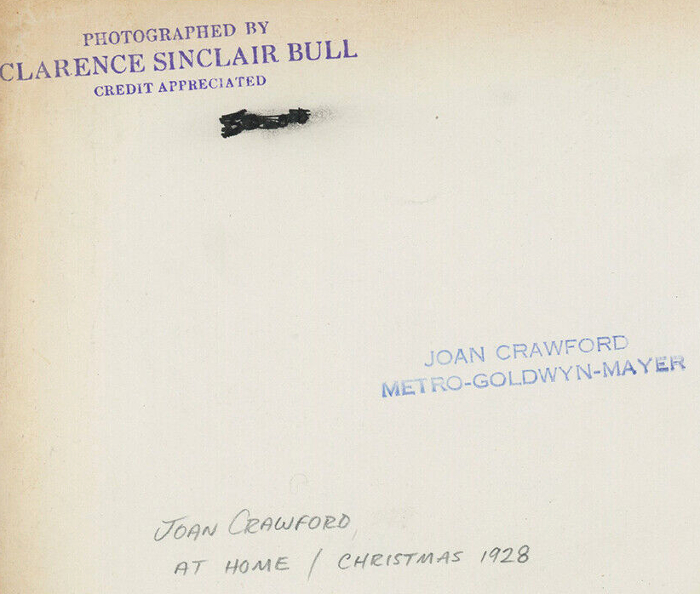 PHOTOGRAPHED BY
CLARENCE SINCLAIR BULL
CREDIT APPRECIATED
JOAN CRAWFORD
METRO-GOLDWYN-MAYER
JOAN CRAWFORD,
AT HOME / CHRISTMAS 1928